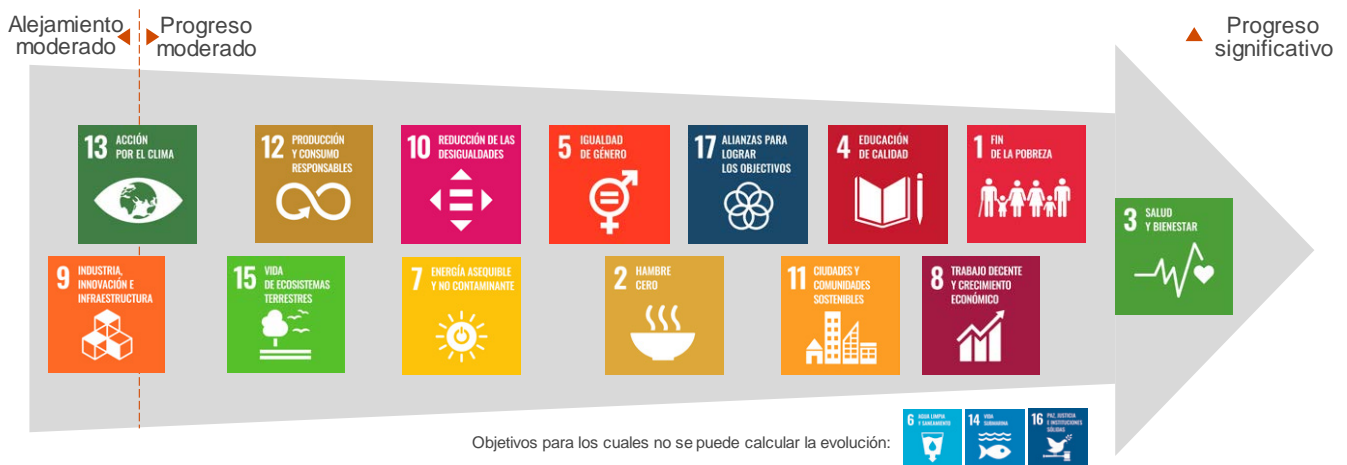 Alejamiento
moderado
Progreso
moderado
Progreso
significativo
13 ACCIÓN
POR EL CLIMA
12 PRODUCCIÓN
Y CONSUMO
RESPONSABLES
10 REDUCCIÓN DE LAS
DESIGUALDADES
5 IGUALDAD
DE GÉNERO
17 ALIANZAS PARA
LOGRAR
LOS OBJECTIVOS
4 EDUCACIÓN
DE CALIDAD
1 FIN
DE LA POBREZA
3 SALUD
Y BIENESTAR
9 INDUSTRIA,
INNOVACIÓN E
INFRAESTRUCTURA
15 VIDA
DE ECOSISTEMAS
TERRESTRES
7 ENERGÍA ASEQUIBLE
Y NO CONTAMINANTE
2 HAMBRE
CERO
11 CIUDADES Y
COMUNIDADES
SOSTENIBLES
8 TRABAJO DECENTE
Y CRECIMIENTO
ECONÓMICO
Objetivos para los cuales no se puede calcular la evolución:
6 AGUA LIMPIA
Y SANEAMIENTO
14 VIDA
SUBMARINA
16 PAZ, JUSTICIA
E INSTITUCIONES
SÓLIDAS